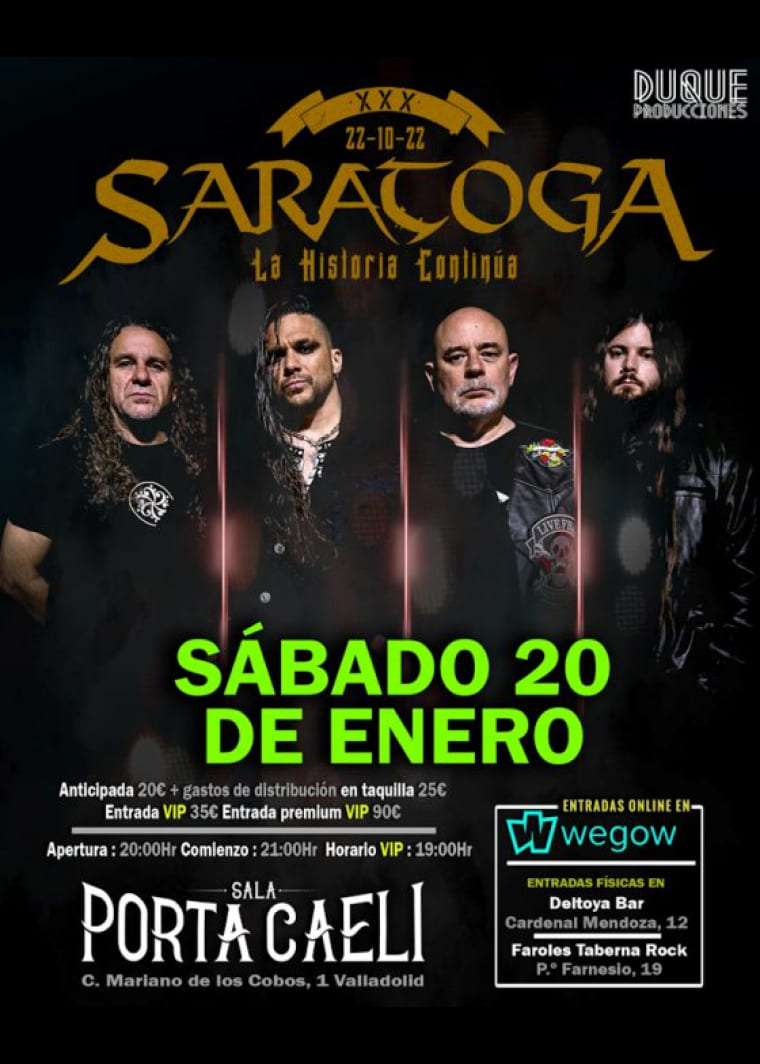 DUQUE
PRODUCCIONES
XXX
22-10-22
SARATOGA
La Historia Continúa
LIVE FR
SÁBADO 20
DE ENERO
Anticipada 20€ + gastos de distribución en taquilla 25€
Entrada VIP 35€ Entrada premium VIP 90€
Apertura : 20:00Hr Comienzo : 21:00Hr Horario VIP : 19:00Hr
SALA
PORTA CAELI
C. Mariano de los Cobos, 1 Valladolid
ENTRADAS ONLINE EN
wegow
ENTRADAS FÍSICAS EN
Deltoya Bar
Cardenal Mendoza, 12
Faroles Taberna Rock
P.º Farnesio, 19